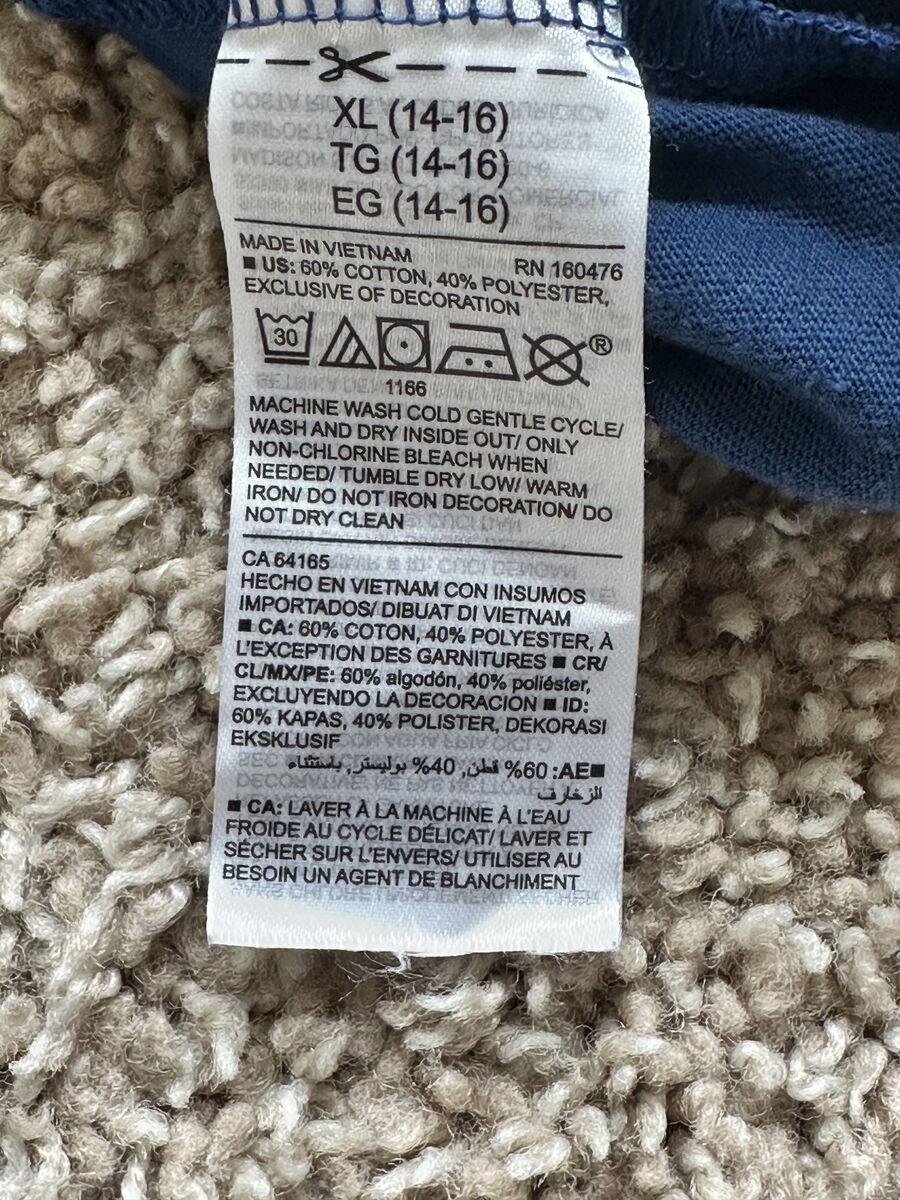 XL (14-16)
TG (14-16)
EG (14-16)
MADE IN VIETNAM RN 160476
■ US: 60% COTTON, 40% POLYESTER,
EXCLUSIVE OF DECORATION
30 ®
1166
MACHINE WASH COLD GENTLE CYCLE/
WASH AND DRY INSIDE OUT/ ONLY
NON-CHLORINE BLEACH WHEN
NEEDED/ TUMBLE DRY LOW/ WARM
IRON/ DO NOT IRON DECORATION/ DO
NOT DRY CLEAN
CA 64165
HECHO EN VIETNAM CON INSUMOS
IMPORTADOS/ DIBUAT DI VIETNAM
■ CA: 60% COTON, 40% POLYESTER, À
L'EXCEPTION DES GARNITURES ■ CR/
CL/MX/PE: 60% algodón, 40% poliéster,
EXCLUYENDO LA DECORACION ■ ID:
60% KAPAS, 40% POLISTER, DEKORASI
EKSKLUSIF
■AE: 60% قطن, 40% بوليستر, باستثناء
الزخارف
■ CA: LAVER À LA MACHINE À L'EAU
FROIDE AU CYCLE DÉLICAT/ LAVER ET
SÉCHER SUR L'ENVERS/ UTILISER AU
BESOIN UN AGENT DE BLANCHIMENT